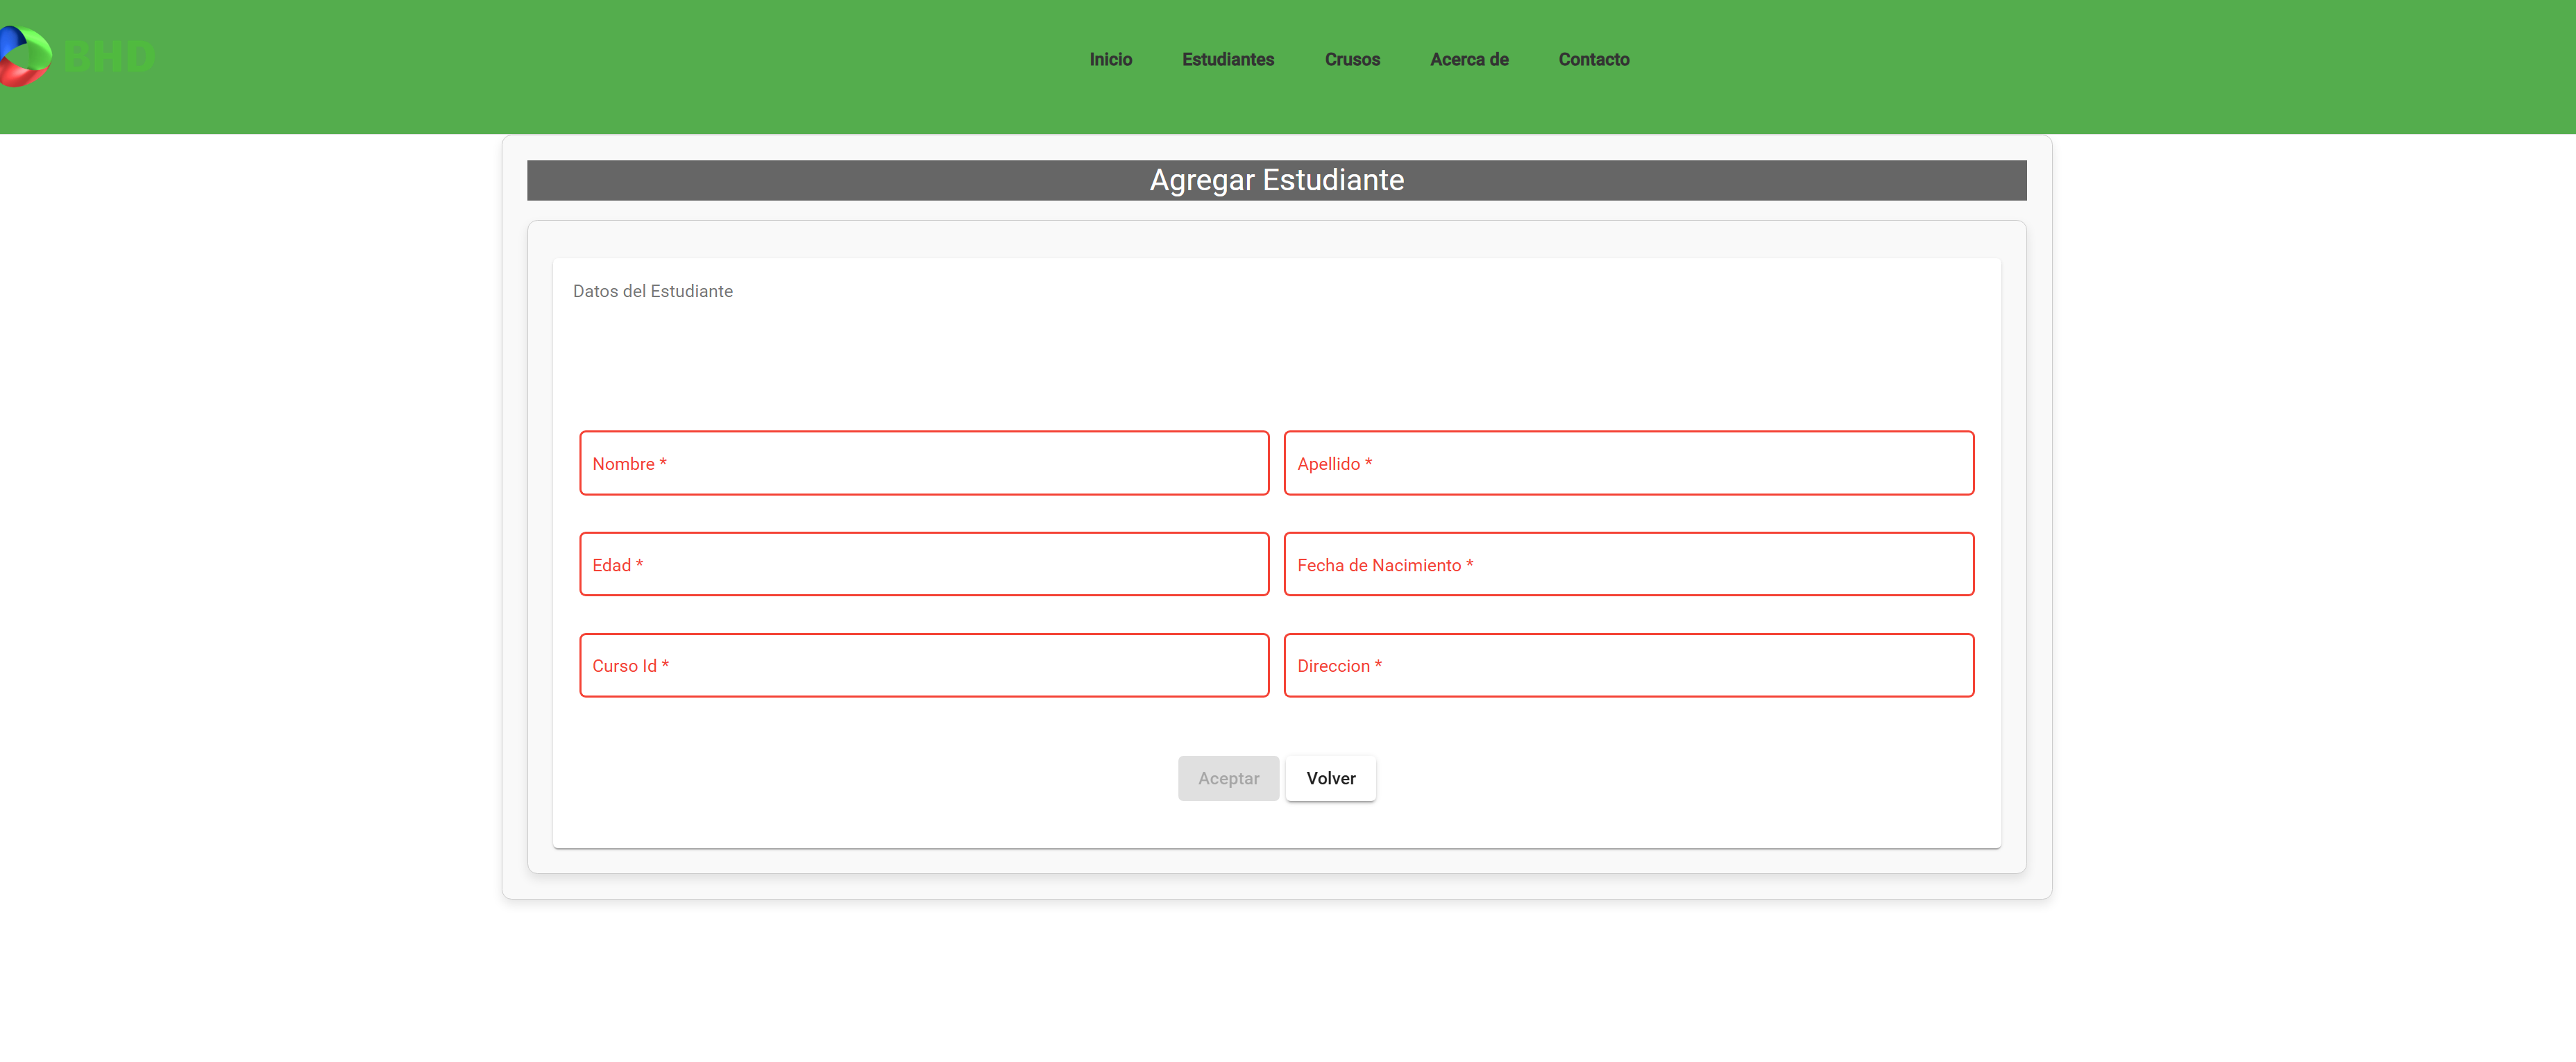 BHD
Inicio Estudiantes Crusos Acerca de Contacto
Agregar Estudiante
Datos del Estudiante
Nombre * Apellido *
Edad * Fecha de Nacimiento *
Curso Id * Direccion *
Aceptar Volver